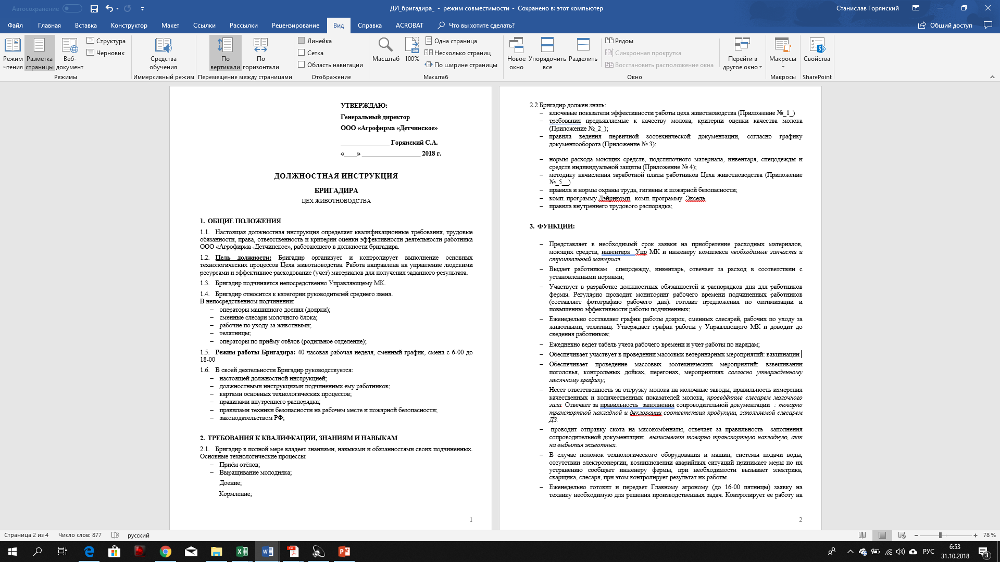 Автосохранение
ДИ_бригадира_ - режим совместимости - Сохранено в: этот компьютер
Станислав Горянский
Файл Главная Вставка Конструктор Макет Ссылки Рассылки Рецензирование Вид Справка ACROBAT Что вы хотите сделать? Общий доступ
Режим чтения
Разметка страницы
Веб-документ
Структура
Черновик
Режимы
Средства обучения
Иммерсивный режим
По вертикали
По горизонтали
Перемещение между страницами
Линейка
Сетка
Область навигации
Отображение
Масштаб
100%
Одна страница
Несколько страниц
По ширине страницы
Масштаб
Новое окно
Упорядочить все
Разделить
Рядом
Синхронная прокрутка
Восстановить расположение окна
Перейти в другое окно
Окно
Макросы
Макросы
Свойства
SharePoint
УТВЕРЖДАЮ:
Генеральный директор
ООО «Агрофирма «Детчинское»
_______________ Горянский С.А.
«____» __________________ 2018 г.
ДОЛЖНОСТНАЯ ИНСТРУКЦИЯ
БРИГАДИРА
ЦЕХ ЖИВОТНОВОДСТВА
1. ОБЩИЕ ПОЛОЖЕНИЯ
1.1. Настоящая должностная инструкция определяет квалификационные требования, трудовые
обязанности, права, ответственность и критерии оценки эффективности деятельности работника
ООО «Агрофирма «Детчинское», работающего в должности бригадира.
1.2. Цель должности: Бригадир организует и контролирует выполнение основных
технологических процессов Цеха животноводства. Работа направлена на управление людскими
ресурсами и эффективное расходование (учет) материалов для получения заданного результата.
1.3. Бригадир подчиняется непосредственно Управляющему МК.
1.4. Бригадир относится к категории руководителей среднего звена.
В непосредственном подчинении:
– операторы машинного доения (доярки);
– сменные слесари молочного блока;
– рабочие по уходу за животными;
– телятницы;
– операторы по приёму отёлов (родильное отделение);
1.5. Режим работы Бригадира: 40 часовая рабочая неделя, сменный график, смена с 6-00 до
18-00
1.6. В своей деятельности Бригадир руководствуется:
– настоящей должностной инструкцией;
– должностными инструкциями подчиненных ему работников;
– картами основных технологических процессов;
– правилами внутреннего распорядка;
– правилами техники безопасности на рабочем месте и пожарной безопасности;
– законодательством РФ;
2. ТРЕБОВАНИЯ К КВАЛИФКАЦИИ, ЗНАНИЯМ И НАВЫКАМ
2.1. Бригадир в полной мере владеет знаниями, навыками и обязанностями своих подчиненных.
Основные технологические процессы:
– Приём отёлов;
– Выращивание молодняка;
Доение;
Кормление;
1
2.2 Бригадир должен знать:
– ключевые показатели эффективности работы цеха животноводства (Приложение №_1_)
– требования предъявляемые к качеству молока, критерии оценки качества молока
(Приложение №_2_);
– правила ведения первичной зоотехнической документации, согласно графику
документооборота (Приложение № 3);
– нормы расхода моющих средств, подстилочного материала, инвентаря, спецодежды и
средств индивидуальной защиты (Приложение № 4);
– методику начисления заработной платы работников Цеха животноводства (Приложение
№_5__)
– правила и нормы охраны труда, гигиены и пожарной безопасности;
– комп. программу Дэйрикомп, комп. программу Эксель.
– правила внутреннего трудового распорядка;
3. ФУНКЦИИ:
– Представляет в необходимый срок заявки на приобретение расходных материалов,
моющих средств, инвентаря Упр МК и инженеру комплекса необходимые запчасти и
строительный материал.
– Выдает работникам спецодежду, инвентарь, отвечает за расход в соответствии с
установленными нормами;
– Участвует в разработке должностных обязанностей и распорядков дня для работников
фермы. Регулярно проводит мониторинг рабочего времени подчиненных работников
(составляет фотографию рабочего дня). готовит предложения по оптимизации и
повышению эффективности работы подчиненных;
– Еженедельно составляет график работы доярок, сменных слесарей, рабочих по уходу за
животными, телятниц. Утверждает график работы у Управляющего МК и доводит до
сведения работников;
– Ежедневно ведет табель учета рабочего времени и учет работы по нарядам;
– Обеспечивает участвует в проведении массовых ветеринарных мероприятий: вакцинации
– Обеспечивает проведение массовых зоотехнических мероприятий: взвешивании
поголовья, контрольных дойках, перегонах, мероприятиях согласно утвержденному
месячному графику;
– Несет ответственность за отгрузку молока на молочные заводы, правильность измерения
качественных и количественных показателей молока, проведённые слесарем молочного
зала. Отвечает за правильность заполнения сопроводительной документации : товарно
транспортной накладной и деклорации соответствия продукции, заполняемой слесарем
ДЗ.
– проводит отправку скота на мясокомбинаты, отвечает за правильность заполнения
сопроводительной документации; выписывает товарно транспортную накладную, акт
на выбытия животных.
– В случае поломок технологического оборудования и машин, системы подачи воды,
отсутствии электроэнергии, возникновении аварийных ситуаций принимает меры по их
устранению сообщает инженеру фермы, при необходимости вызывает электрика,
сварщика, слесаря, при этом контролирует результат их работы.
– Еженедельно готовит и передает Главному агроному (до 16-00 пятницы) заявку на
технику необходимую для решения производственных задач. Контролирует ее работу на
2
Страница 2 из 4 Число слов: 877 русский 78 %
РУС
6:53
31.10.2018
3